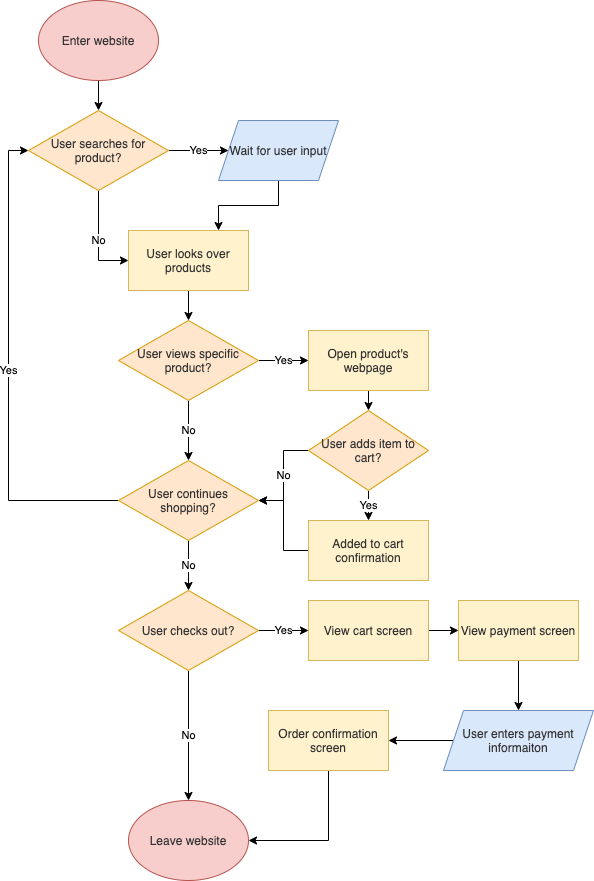 Enter website
User searches for
product?
Yes
Wait for user input
No
User looks over
products
User views specific
product?
Yes
Open product's
webpage
Yes
No
User adds item to
cart?
No
Yes
User continues
shopping?
Added to cart
confirmation
No
User checks out?
Yes
View cart screen
View payment screen
No
Order confirmation
screen
User enters payment
informaiton
Leave website